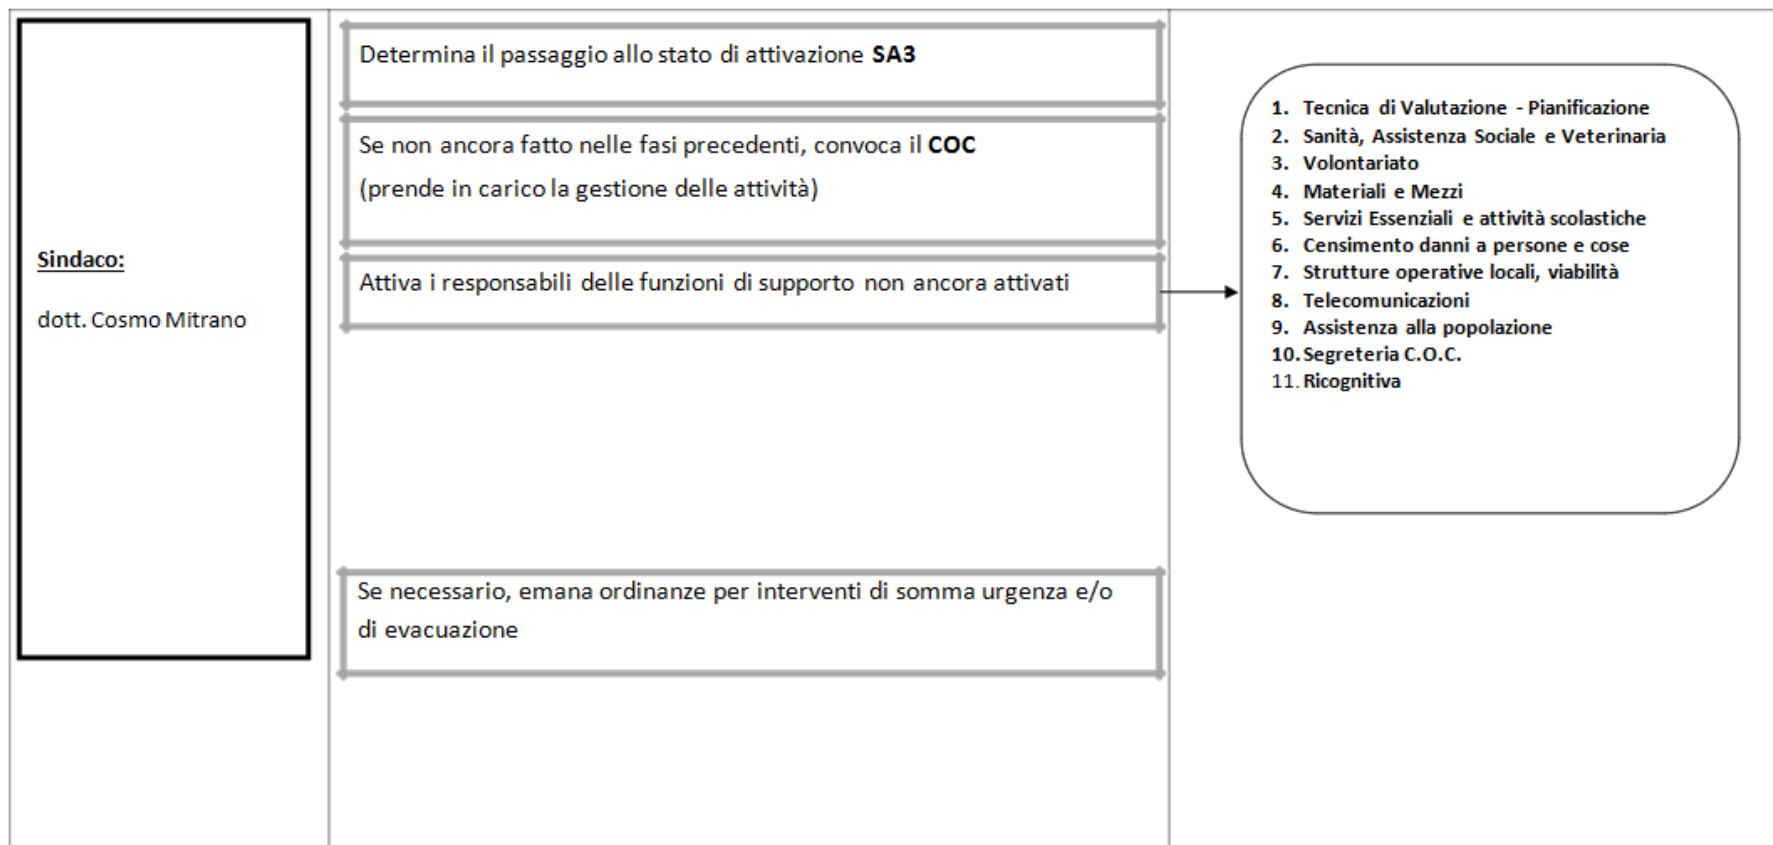 Sindaco:
dott. Cosmo Mitrano
Determina il passaggio allo stato di attivazione SA3
Se non ancora fatto nelle fasi precedenti, convoca il COC
(prende in carico la gestione delle attività)
Attiva i responsabili delle funzioni di supporto non ancora attivati
Se necessario, emana ordinanze per interventi di somma urgenza e/o
di evacuazione
1. Tecnica di Valutazione - Pianificazione
2. Sanità, Assistenza Sociale e Veterinaria
3. Volontariato
4. Materiali e Mezzi
5. Servizi Essenziali e attività scolastiche
6. Censimento danni a persone e cose
7. Strutture operative locali, viabilità
8. Telecomunicazioni
9. Assistenza alla popolazione
10. Segreteria C.O.C.
11. Ricognitiva